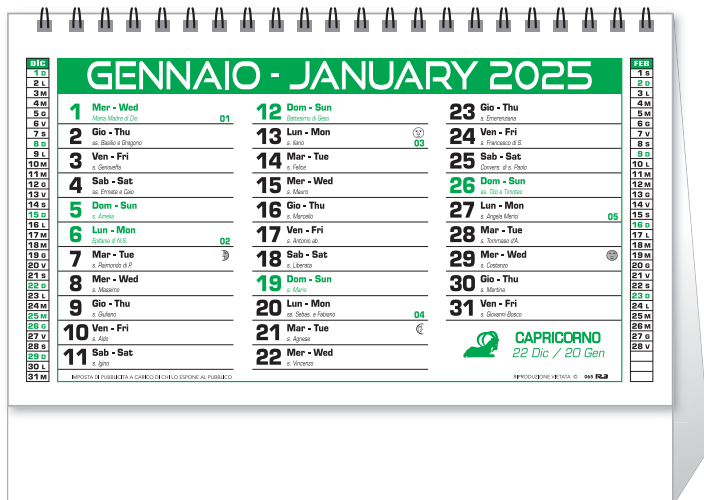 DIC
1 D
2 L
3 M
4 M
5 G
6 V
7 S
8 D
9 L
10 M
11 M
12 G
13 V
14 S
15 D
16 L
17 M
18 M
19 G
20 V
21 S
22 D
23 L
24 M
25 M
26 G
27 V
28 S
29 D
30 L
31 M
GENNAIO - JANUARY 2025
1 Mer - Wed
Maria Madre di Dio 01
2 Gio - Thu
ss. Basilio e Gregorio
3 Ven - Fri
s. Genoveffa
4 Sab - Sat
ss. Ermete e Caio
5 Dom - Sun
s. Amelia
6 Lun - Mon
Epifania di N.S. 02
7 Mar - Tue
s. Raimondo di P.
8 Mer - Wed
s. Massimo
9 Gio - Thu
s. Giuliano
10 Ven - Fri
s. Aldo
11 Sab - Sat
s. Igino
12 Dom - Sun
Battesimo di Gesù
13 Lun - Mon
s. Ilario 03
14 Mar - Tue
s. Felice
15 Mer - Wed
s. Mauro
16 Gio - Thu
s. Marcello
17 Ven - Fri
s. Antonio ab.
18 Sab - Sat
s. Liberata
19 Dom - Sun
s. Mario
20 Lun - Mon
ss. Sebas. e Fabiano 04
21 Mar - Tue
s. Agnese
22 Mer - Wed
s. Vincenzo
23 Gio - Thu
s. Emerenziana
24 Ven - Fri
s. Francesco di S.
25 Sab - Sat
Convers. di s. Paolo
26 Dom - Sun
ss. Tito e Timoteo
27 Lun - Mon
s. Angela Merici 05
28 Mar - Tue
s. Tommaso d'A.
29 Mer - Wed
s. Costanzo
30 Gio - Thu
s. Martina
31 Ven - Fri
s. Giovanni Bosco
CAPRICORNO
22 Dic / 20 Gen
IMPOSTA DI PUBBLICITÀ A CARICO DI CHI LO ESPONE AL PUBBLICO
RIPRODUZIONE VIETATA © 065
FEB
1 S
2 D
3 L
4 M
5 M
6 G
7 V
8 S
9 D
10 L
11 M
12 M
13 G
14 V
15 S
16 D
17 L
18 M
19 M
20 G
21 V
22 S
23 D
24 L
25 M
26 M
27 G
28 V